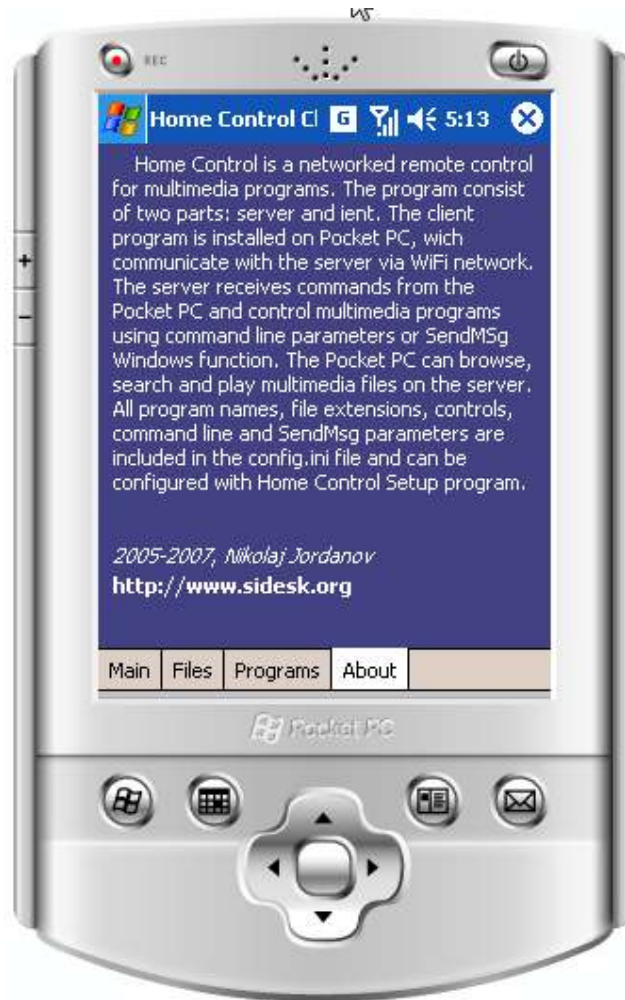 REC
Home Control Cl G 5:13
Home Control is a networked remote control
for multimedia programs. The program consist
of two parts: server and ient. The client
program is installed on Pocket PC, wich
communicate with the server via WiFi network.
The server receives commands from the
Pocket PC and control multimedia programs
using command line parameters or SendMSg
Windows function. The Pocket PC can browse,
search and play multimedia files on the server.
All program names, file extensions, controls,
command line and SendMsg parameters are
included in the config.ini file and can be
configured with Home Control Setup program.
2005-2007, Nikolaj Jordanov
http://www.sidesk.org
Main Files Programs About
Pocket PC
+
-